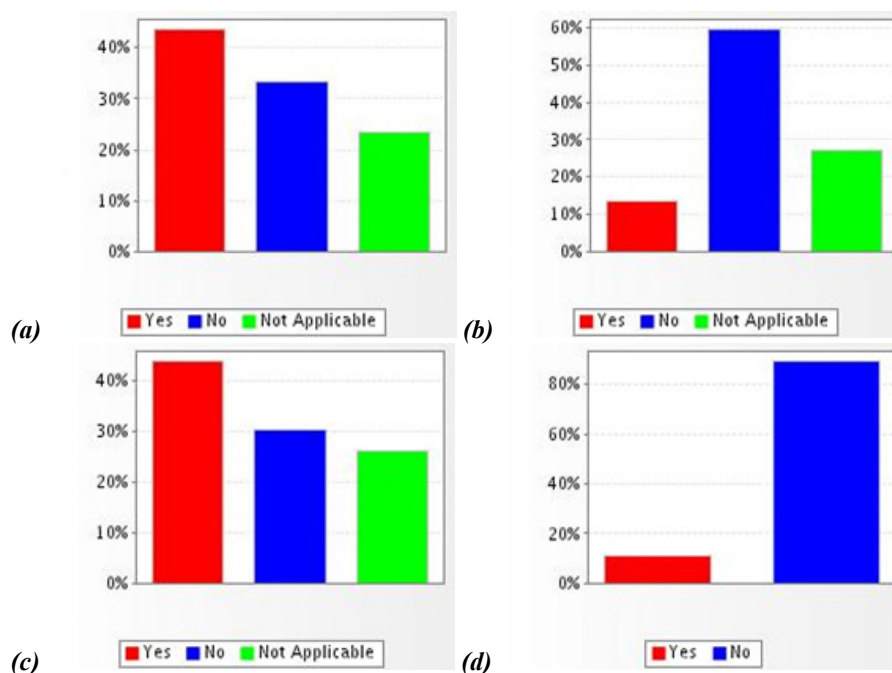 40%
30%
20%
10%
0%
Yes No Not Applicable
(a)
60%
50%
40%
30%
20%
10%
0%
Yes No Not Applicable
(b)
40%
30%
20%
10%
0%
Yes No Not Applicable
(c)
80%
60%
40%
20%
0%
Yes No
(d)